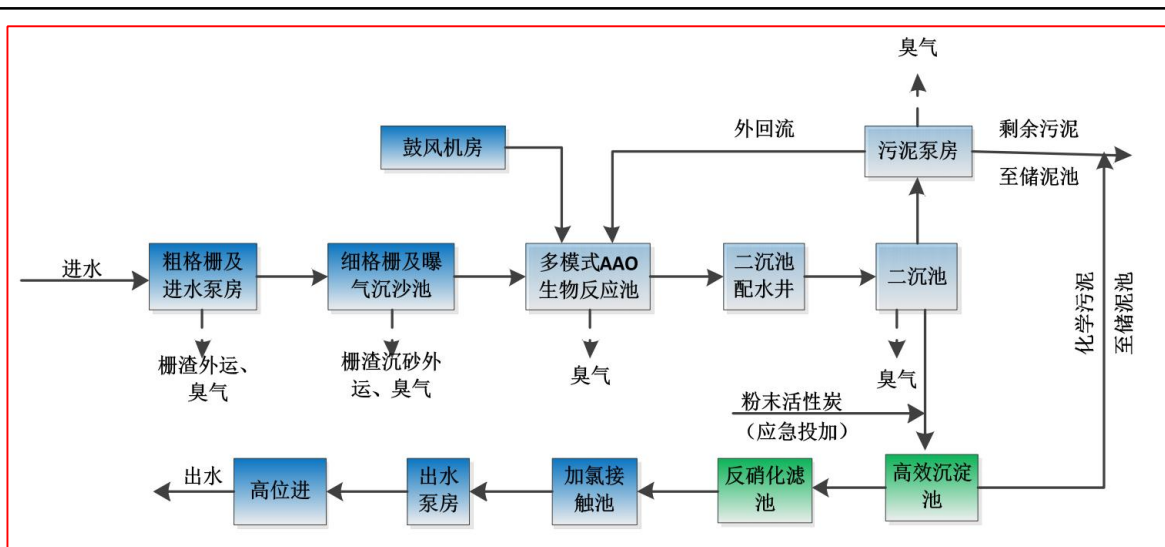 臭气
外回流
剩余污泥
鼓风机房
污泥泵房
至储泥池
进水
粗格栅及
进水泵房
细格栅及曝
气沉沙池
多模式AAO
生物反应池
二沉池
配水井
二沉池
化学污泥
至储泥池
栅渣外运、
臭气
栅渣沉砂外
运、臭气
臭气
臭气
粉末活性炭
（应急投加）
出水
高位进
出水
泵房
加氯接
触池
反硝化滤
池
高效沉淀
池